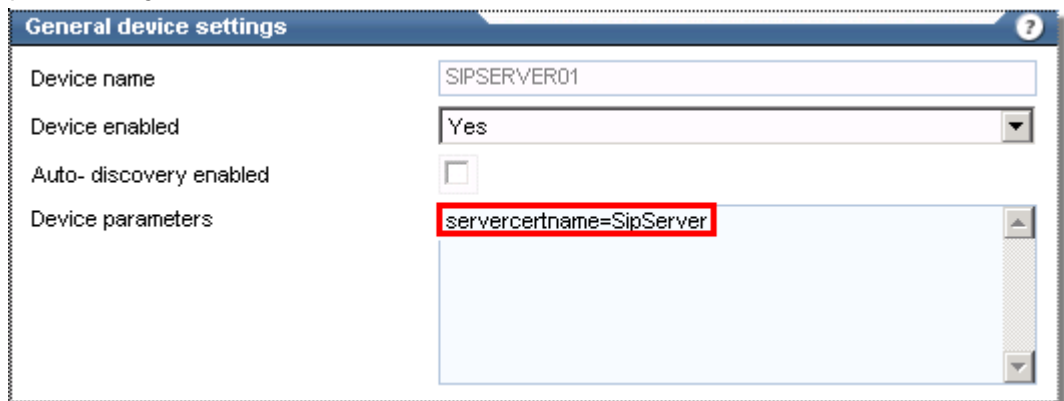 General device settings ?
Device name SIPSERVER01
Device enabled Yes
Auto- discovery enabled
Device parameters servercertname=SipServer